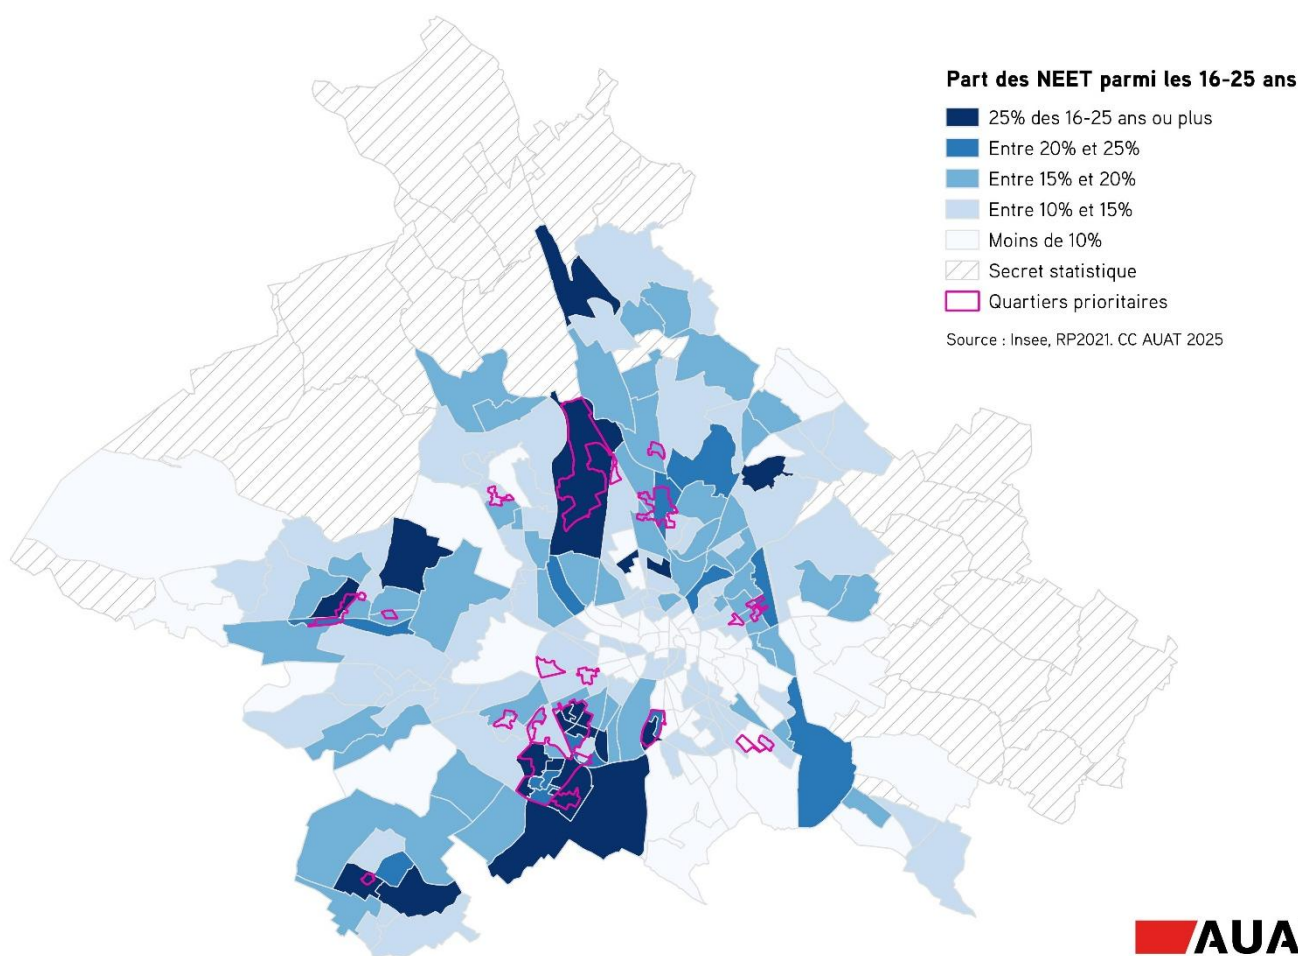 Part des NEET parmi les 16-25 ans
25% des 16-25 ans ou plus
Entre 20% et 25%
Entre 15% et 20%
Entre 10% et 15%
Moins de 10%
Secret statistique
Quartiers prioritaires
Source : Insee, RP2021. CC AUAT 2025
AUA